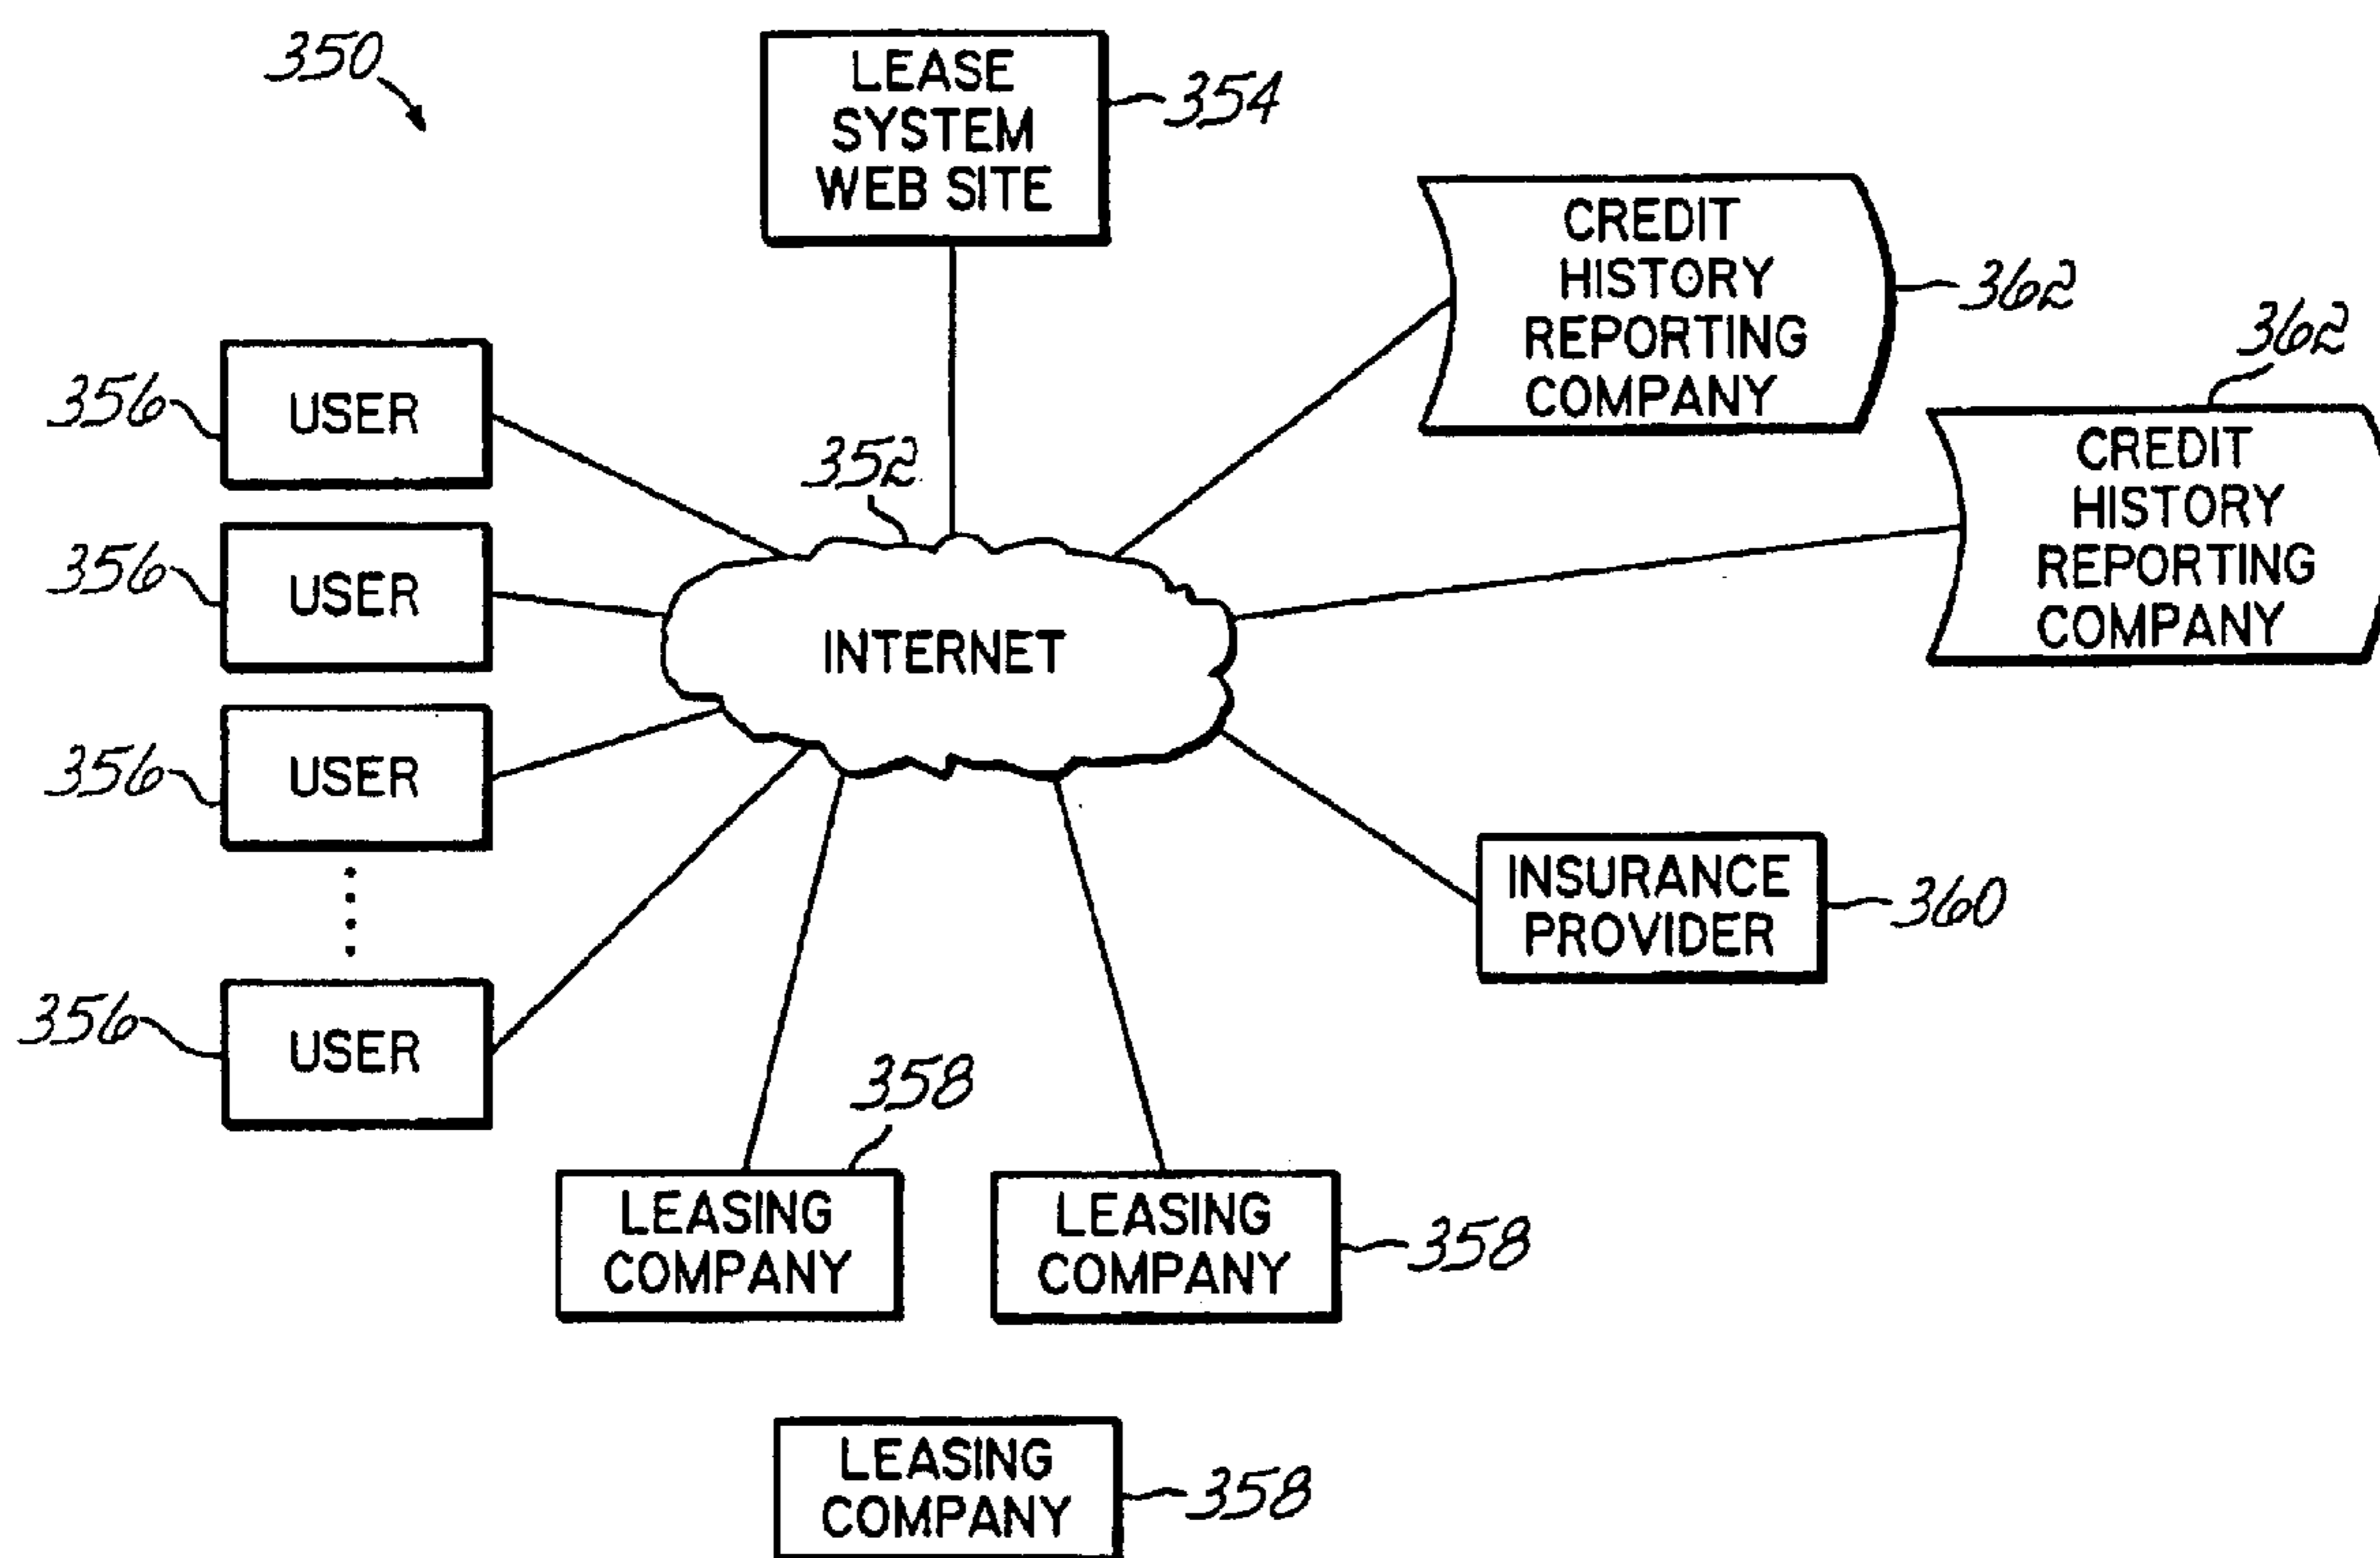 350
LEASE
SYSTEM
WEB SITE
354
CREDIT
HISTORY
REPORTING
COMPANY
362
362
CREDIT
HISTORY
REPORTING
COMPANY
356
USER
352
356
USER
INTERNET
356
USER
INSURANCE
PROVIDER
360
356
USER
358
LEASING
COMPANY
LEASING
COMPANY
358
LEASING
COMPANY
358